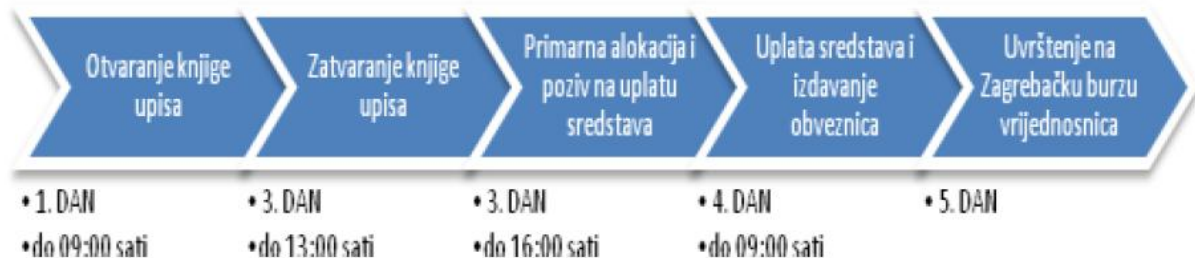 Otvaranje knjige
upisa
Zatvaranje knjige
upisa
Primarna alokacija i
poziv na uplatu
sredstava
Uplata sredstava i
izdavanje
obveznica
Uvrštenje na
Zagrebačku burzu
vrijednosnica
• 1. DAN
•do 09:00 sati
• 3. DAN
•do 13:00 sati
• 3. DAN
•do 16:00 sati
• 4. DAN
•do 09:00 sati
• 5. DAN